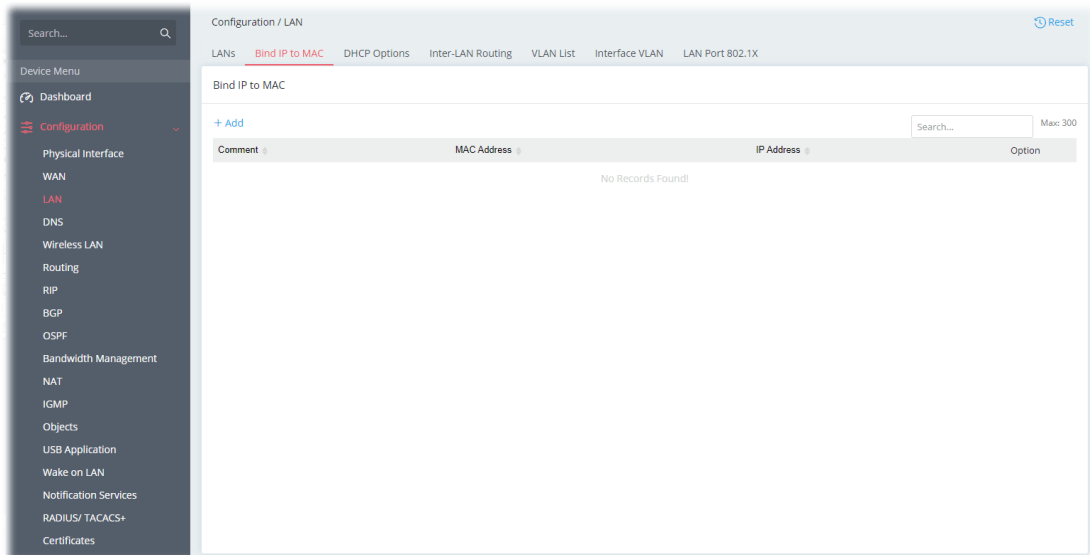 Search...
Device Menu
Dashboard
Configuration
Physical Interface
WAN
LAN
DNS
Wireless LAN
Routing
RIP
BGP
OSPF
Bandwidth Management
NAT
IGMP
Objects
USB Application
Wake on LAN
Notification Services
RADIUS/ TACACS+
Certificates
Configuration / LAN
Reset
LANs Bind IP to MAC DHCP Options Inter-LAN Routing VLAN List Interface VLAN LAN Port 802.1X
Bind IP to MAC
+ Add
Search...
Max: 300
Comment MAC Address IP Address Option
No Records Found!